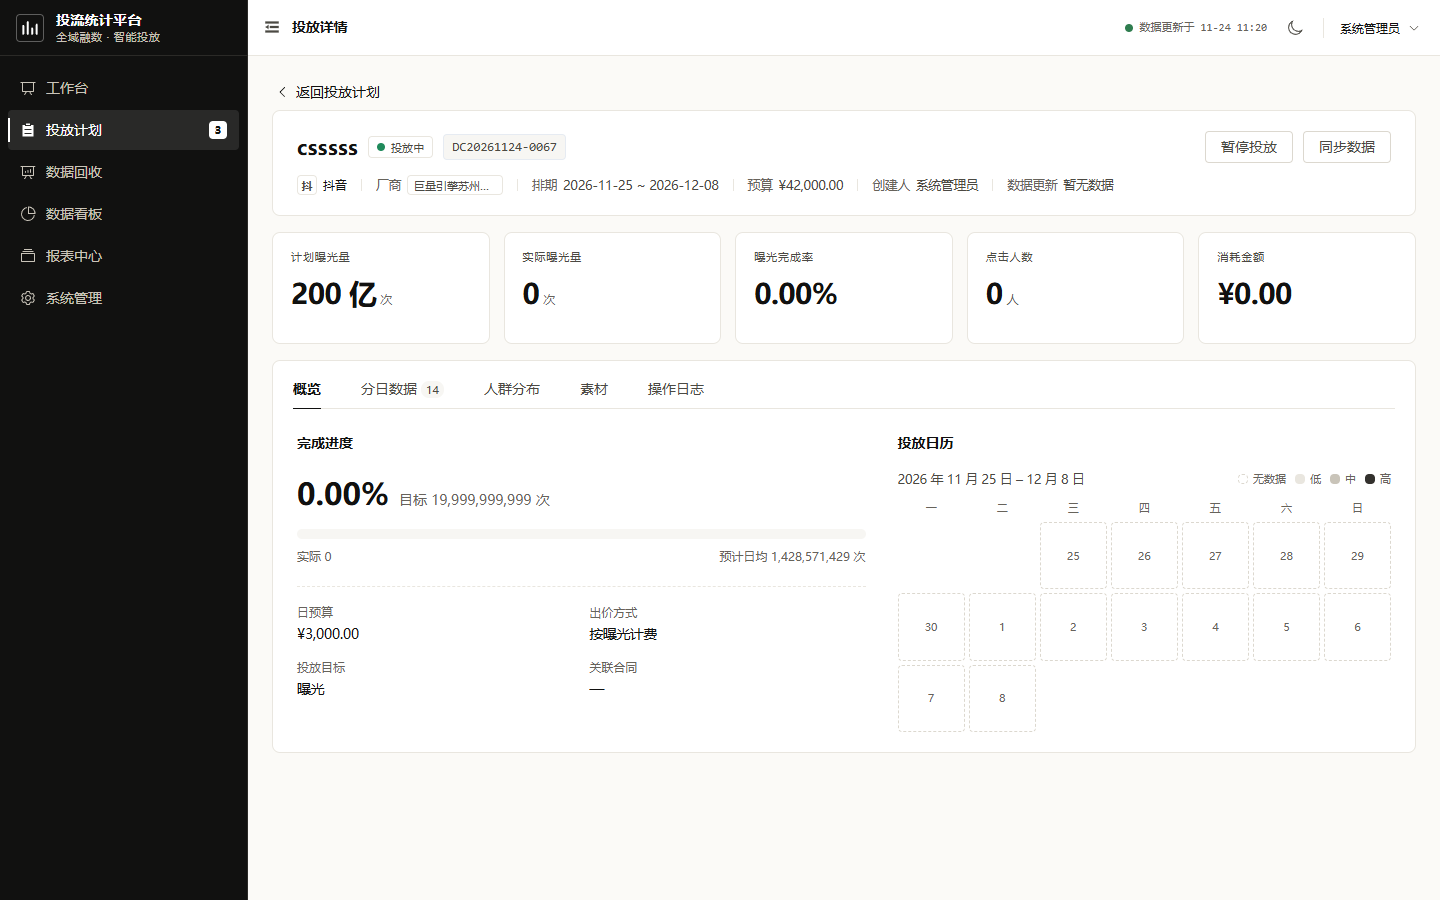 投流统计平台
全域融数 · 智能投放
工作台
投放计划 3
数据回收
数据看板
报表中心
系统管理
投放详情
数据更新于 11-24 11:20
系统管理员
返回投放计划
csssss 投放中 DC20261124-0067
暂停投放 同步数据
抖 抖音 厂商 巨量引擎苏州... 排期 2026-11-25 ~ 2026-12-08 预算 ¥42,000.00 创建人 系统管理员 数据更新 暂无数据
计划曝光量
200 亿 次
实际曝光量
0 次
曝光完成率
0.00%
点击人数
0 人
消耗金额
¥0.00
概览 分日数据 14 人群分布 素材 操作日志
完成进度
0.00% 目标 19,999,999,999 次
实际 0 预计日均 1,428,571,429 次
日预算
¥3,000.00
出价方式
按曝光计费
投放目标
曝光
关联合同
—
投放日历
2026 年 11 月 25 日 – 12 月 8 日 无数据 低 中 高
一 二 三 四 五 六 日
25 26 27 28 29
30 1 2 3 4 5 6
7 8